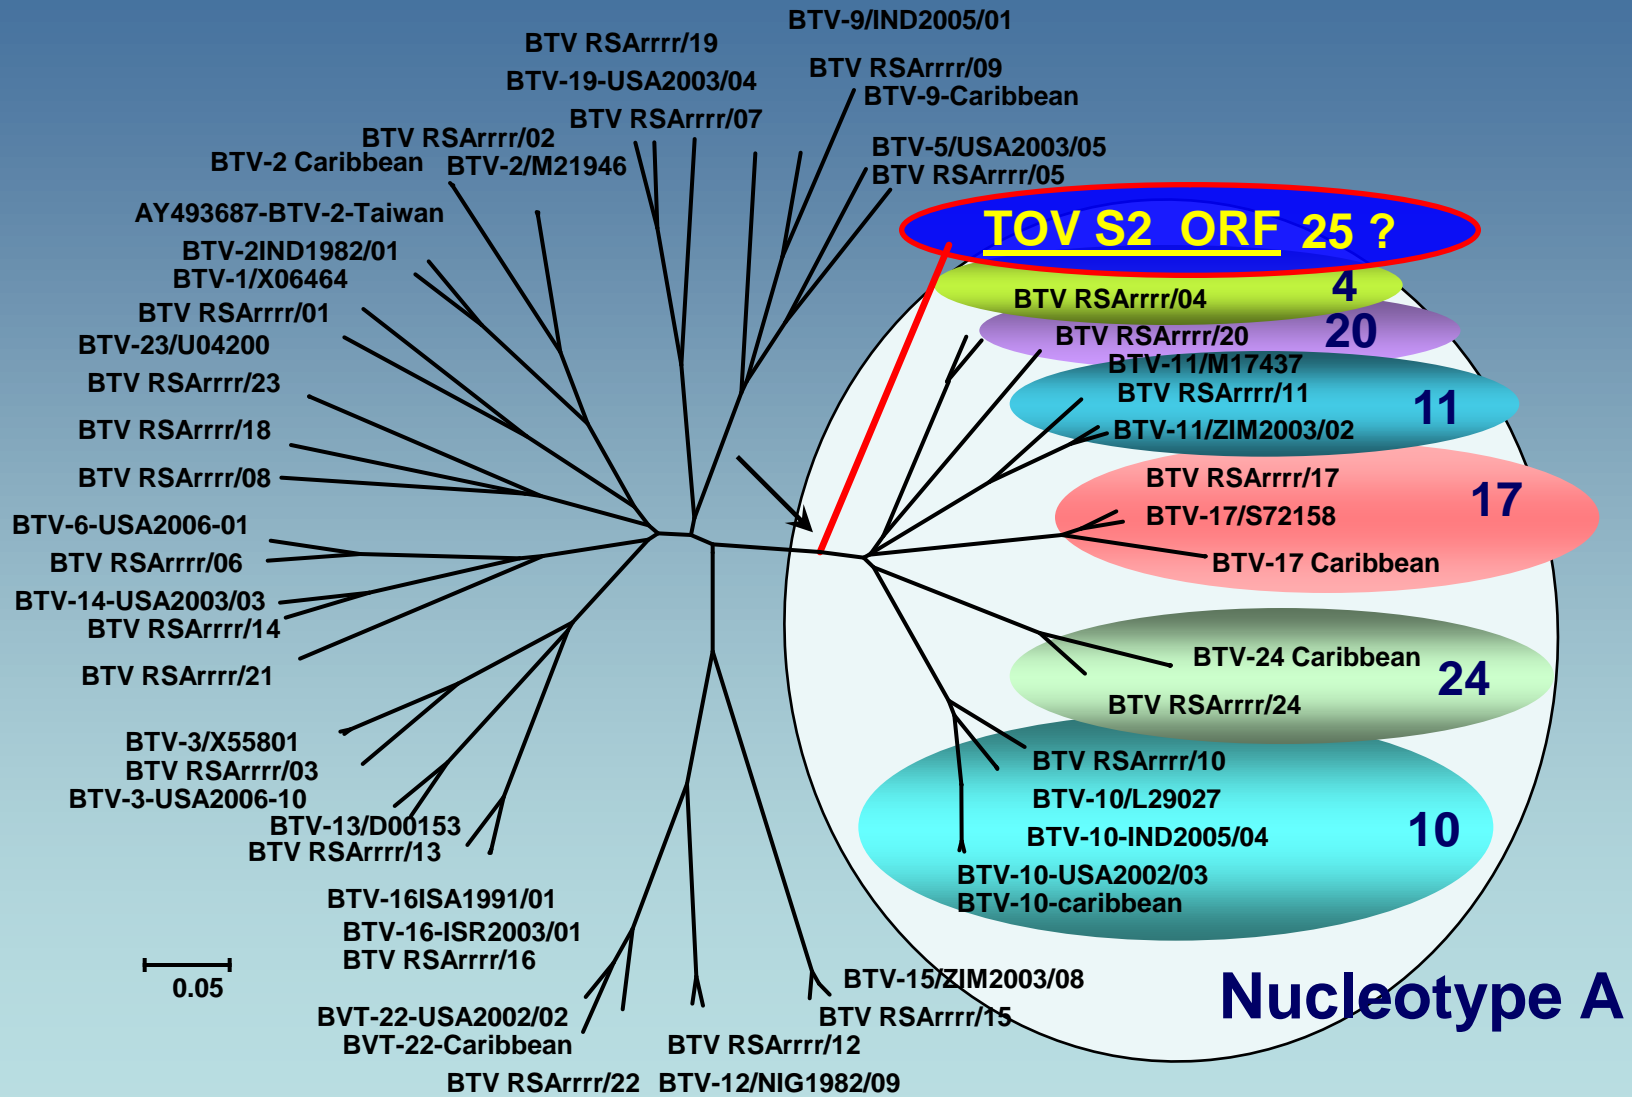 BTV-9/IND2005/01
BTV RSArrrr/19
BTV RSArrrr/09
BTV-19-USA2003/04
BTV-9-Caribbean
BTV RSArrrr/07
BTV RSArrrr/02
BTV-5/USA2003/05
BTV-2 Caribbean
BTV-2/M21946
BTV RSArrrr/05
AY493687-BTV-2-Taiwan
TOV S2 ORF 25 ?
BTV-2IND1982/01
BTV-1/X06464
4
BTV RSArrrr/04
BTV RSArrrr/01
20
BTV RSArrrr/20
BTV-23/U04200
BTV-11/M17437
BTV RSArrrr/23
BTV RSArrrr/11
11
BTV RSArrrr/18
BTV-11/ZIM2003/02
BTV RSArrrr/08
BTV RSArrrr/17
17
BTV-17/S72158
BTV-6-USA2006-01
BTV RSArrrr/06
BTV-17 Caribbean
BTV-14-USA2003/03
BTV RSArrrr/14
BTV-24 Caribbean
24
BTV RSArrrr/21
BTV RSArrrr/24
BTV-3/X55801
BTV RSArrrr/03
BTV RSArrrr/10
BTV-3-USA2006-10
BTV-10/L29027
BTV-13/D00153
10
BTV-10-IND2005/04
BTV RSArrrr/13
BTV-10-USA2002/03
BTV-10-caribbean
BTV-16ISA1991/01
BTV-16-ISR2003/01
BTV RSArrrr/16
0.05
BTV-15/ZIM2003/08
Nucleotype A
BVT-22-USA2002/02
BTV RSArrrr/15
BVT-22-Caribbean
BTV RSArrrr/12
BTV RSArrrr/22
BTV-12/NIG1982/09